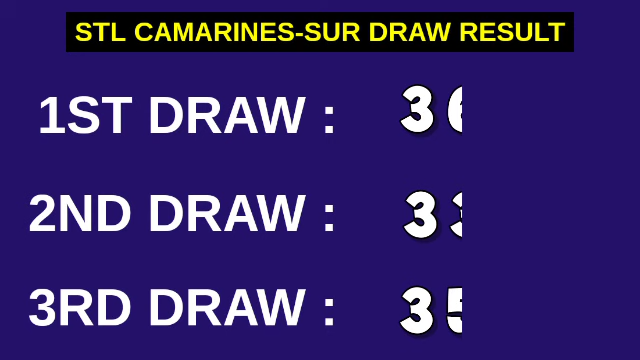 STL CAMARINES-SUR DRAW RESULT
1ST DRAW : 3
2ND DRAW : 3
3RD DRAW : 3